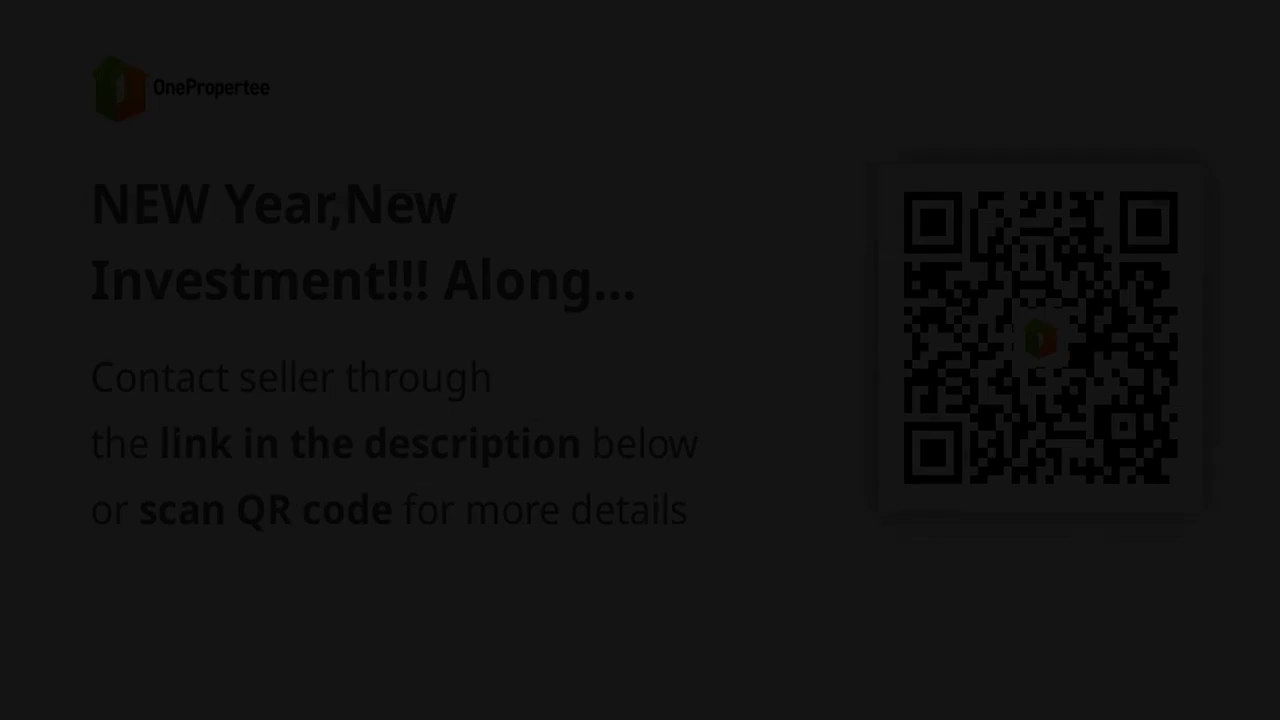 OnePropertee
NEW Year,New
Investment!!! Along...
Contact seller through
the link in the description below
or scan QR code for more details